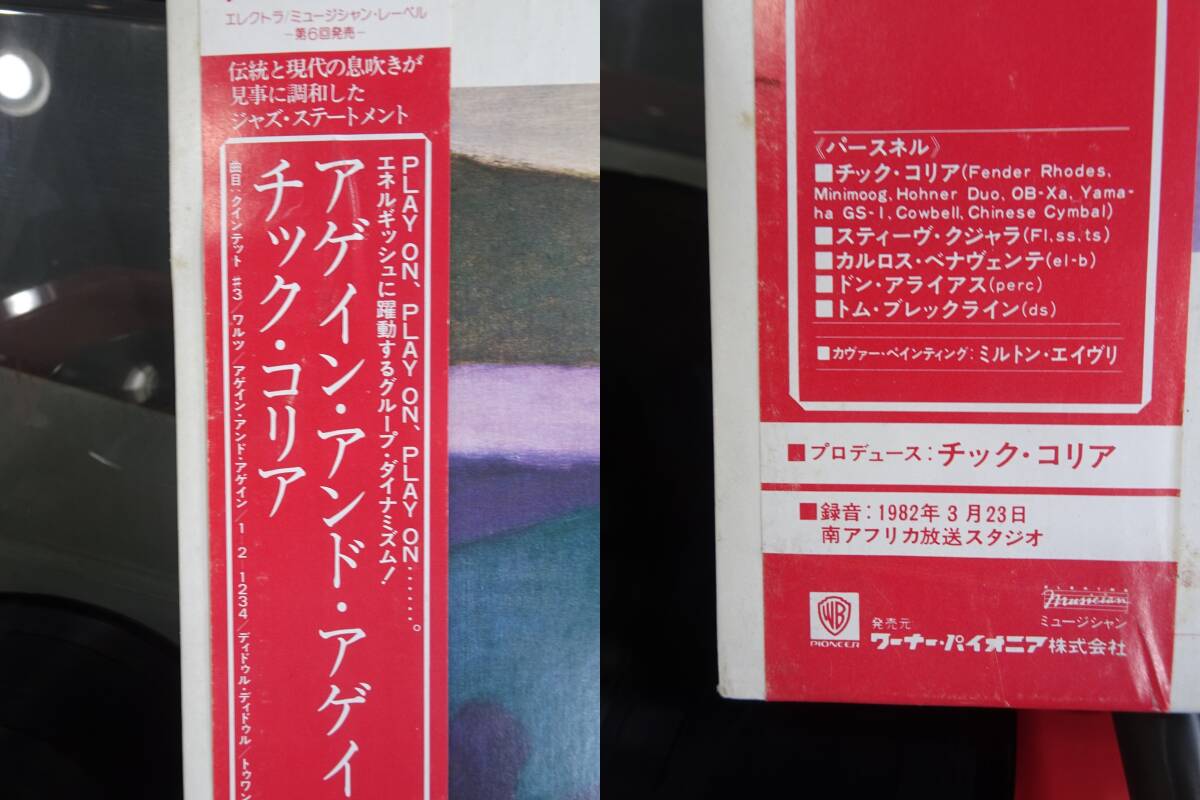 エレクトラ/ミュージシャン・レーベル
-第6回発売-
伝統と現代の息吹きが
見事に調和した
ジャズ・ステートメント
PLAY ON、PLAY ON、PLAY ON……。
エネルギッシュに躍動するグループ・ダイナミズム!
アゲイン・アンド・アゲイ
チック・コリア
曲目:クインテット #3/ワルツ/アゲイン・アンド・アゲイン/1 2 1234/ディドゥル・ディドゥル/トゥワン
《パースネル》
■チック・コリア(Fender Rhodes,
Minimoog, Hohner Duo, OB-Xa, Yama-
ha GS-I, Cowbell, Chinese Cymbal)
■スティーヴ・クジャラ(Fl, ss, ts)
■カルロス・ベナヴェンテ(el-b)
■ドン・アライアス(perc)
■トム・ブレックライン(ds)
■カヴァー・ペインティング:ミルトン・エイヴリ
■プロデュース:チック・コリア
■録音:1982年3月23日
南アフリカ放送スタジオ
WB
PIONEER
発売元
ワーナー・パイオニア株式会社
ELEKTRA
musician
ミュージシャン